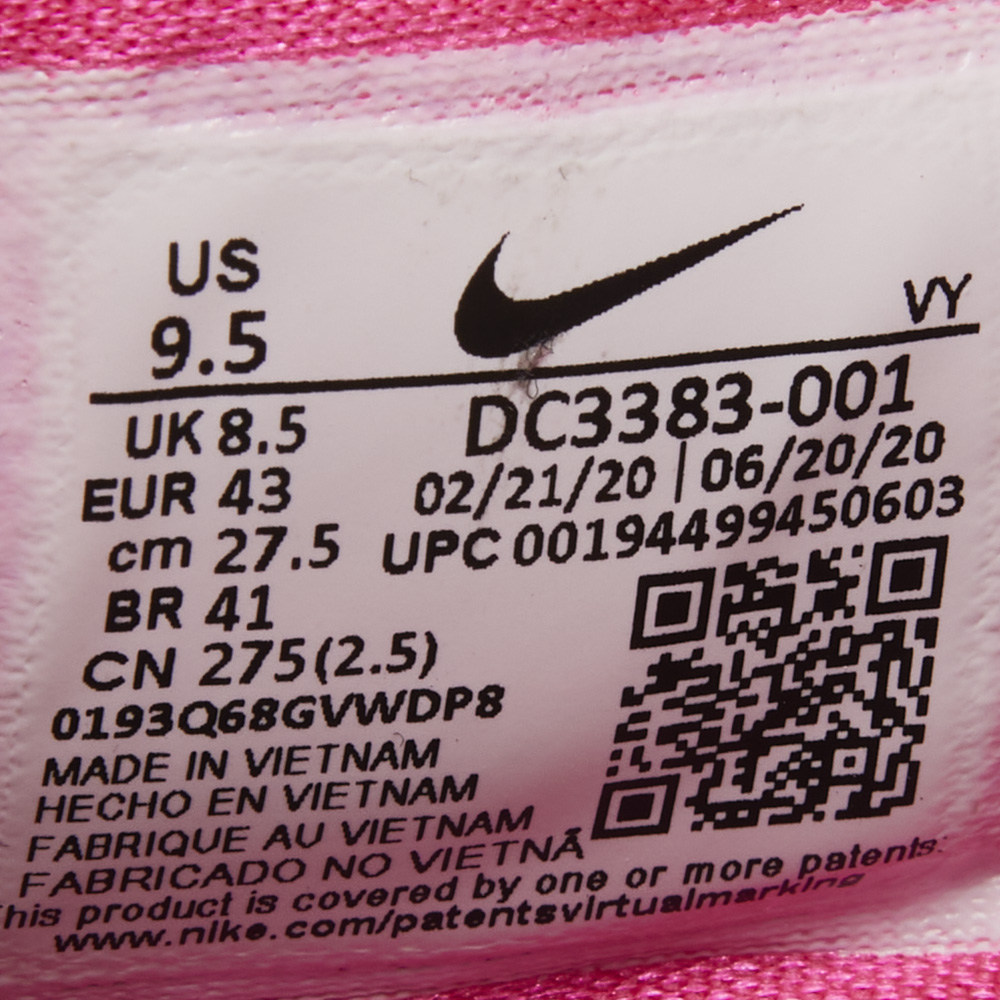 US
9.5
VY
UK 8.5
EUR 43
cm 27.5
BR 41
CN 275(2.5)
DC3383-001
02/21/20 | 06/20/20
UPC 00194499450603
0193Q68GVWDP8
MADE IN VIETNAM
HECHO EN VIETNAM
FABRIQUE AU VIETNAM
FABRICADO NO VIETNÃ
This product is covered by one or more patents:
www.nike.com/patentsvirtualmarking